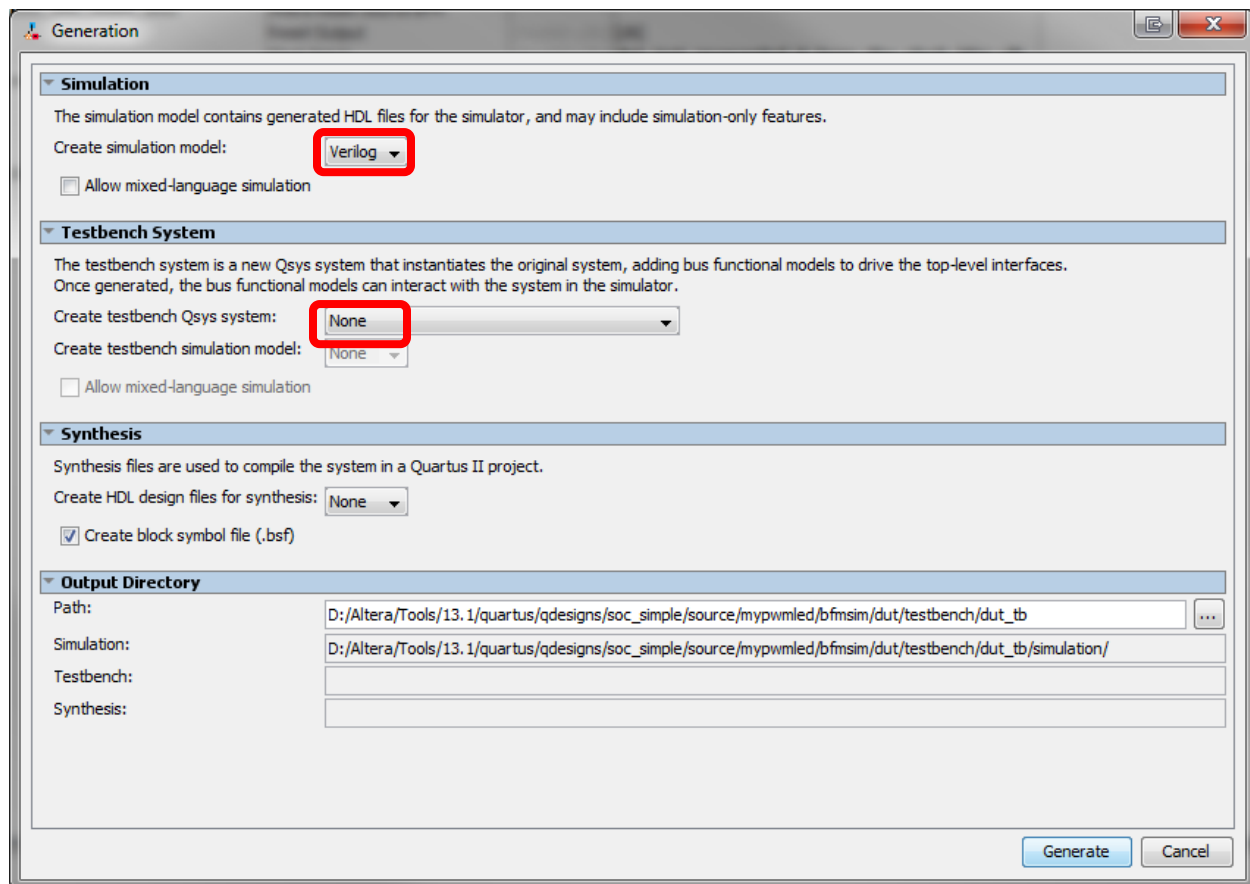 Generation
Simulation
The simulation model contains generated HDL files for the simulator, and may include simulation-only features.
Create simulation model: Verilog
Allow mixed-language simulation
Testbench System
The testbench system is a new Qsys system that instantiates the original system, adding bus functional models to drive the top-level interfaces.
Once generated, the bus functional models can interact with the system in the simulator.
Create testbench Qsys system: None
Create testbench simulation model: None
Allow mixed-language simulation
Synthesis
Synthesis files are used to compile the system in a Quartus II project.
Create HDL design files for synthesis: None
Create block symbol file (.bsf)
Output Directory
Path: D:/Altera/Tools/13.1/quartus/qdesigns/soc_simple/source/mypwmled/bfmsim/dut/testbench/dut_tb ...
Simulation: D:/Altera/Tools/13.1/quartus/qdesigns/soc_simple/source/mypwmled/bfmsim/dut/testbench/dut_tb/simulation/
Testbench:
Synthesis:
Generate Cancel